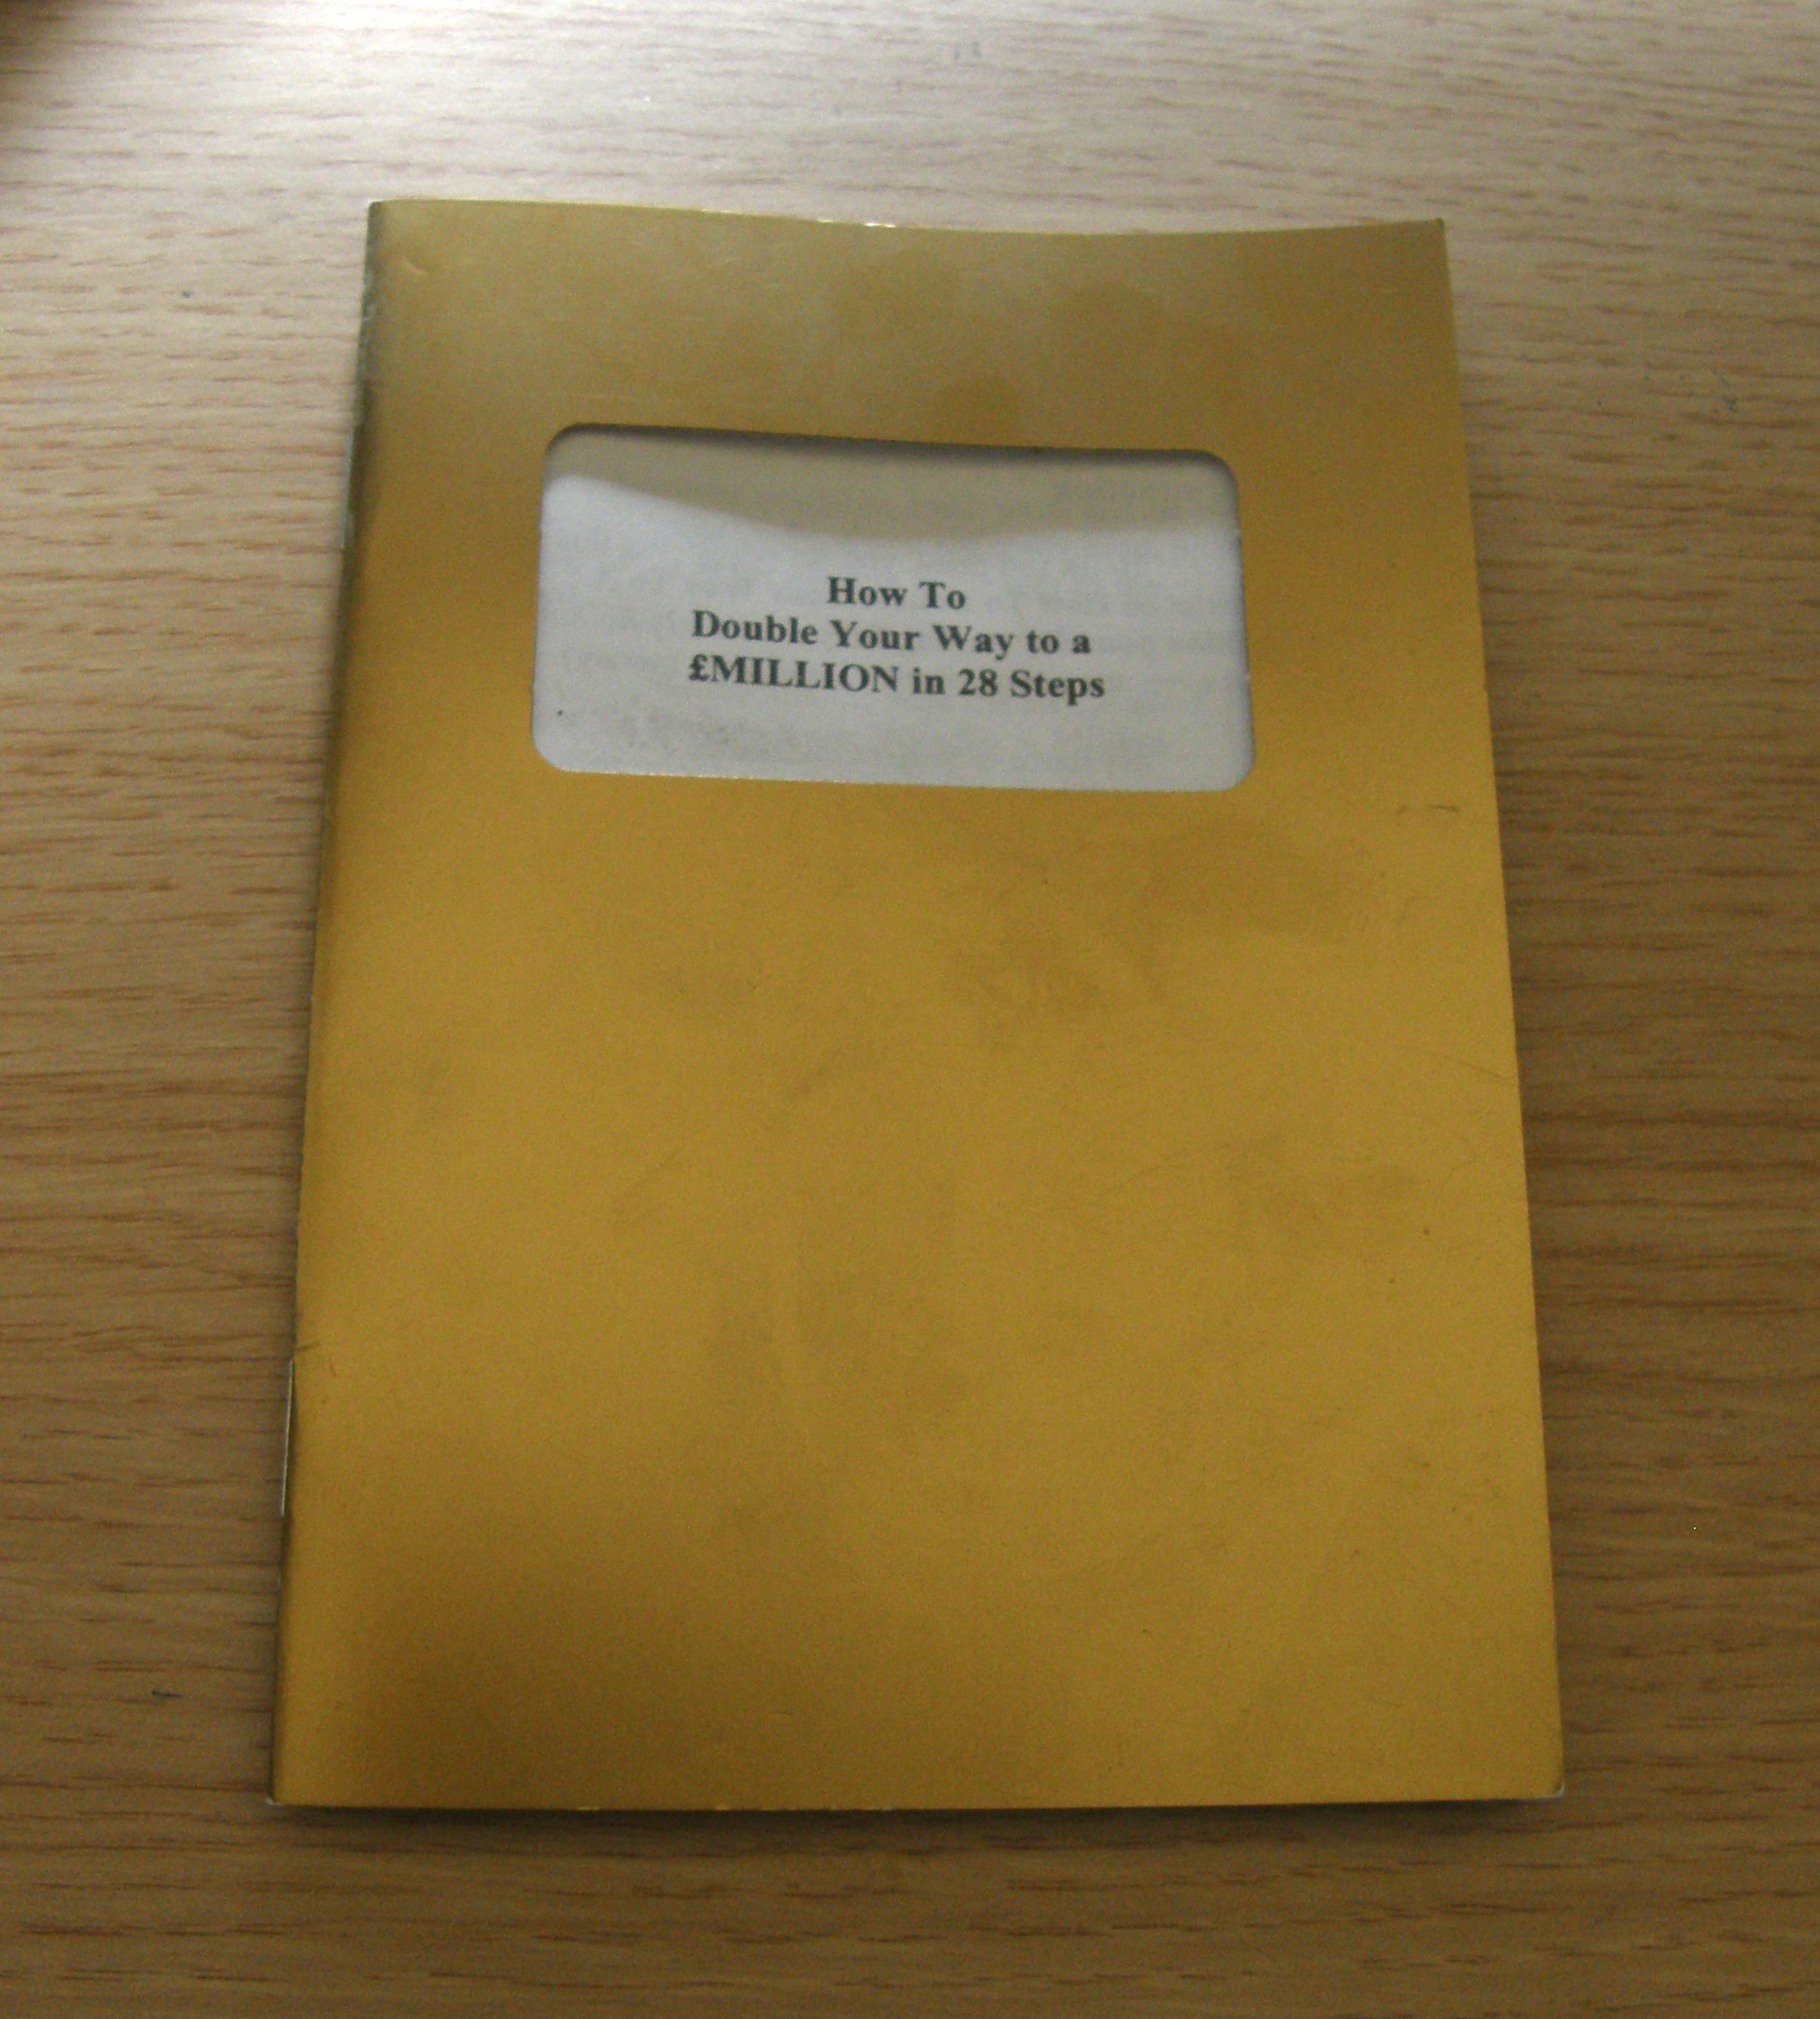 How To
Double Your Way to a
£MILLION in 28 Steps